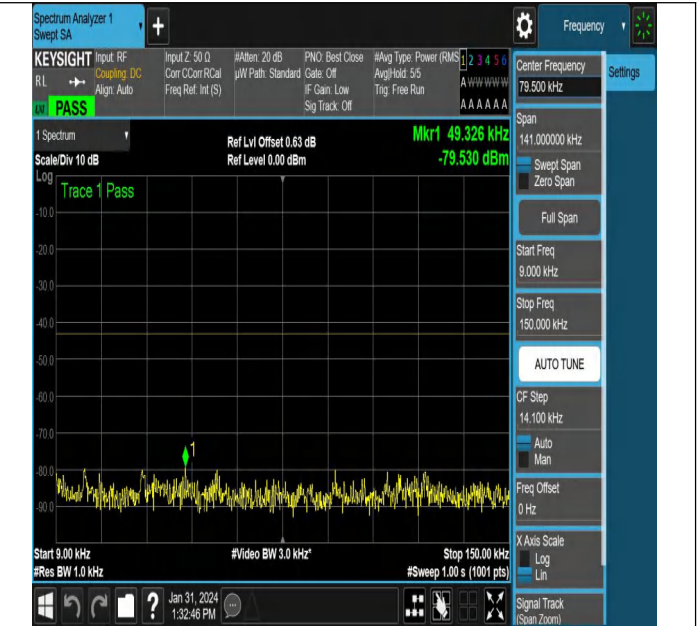 Spectrum Analyzer 1
Swept SA
+
Frequency
KEYSIGHT
RL
PASS
Input: RF
Coupling: DC
Align: Auto
Input Z: 50 Ω
Corr CCorr RCal
Freq Ref: Int (S)
#Atten: 20 dB
µW Path: Standard
PNO: Best Close
Gate: Off
IF Gain: Low
Sig Track: Off
#Avg Type: Power (RMS
Avg|Hold: 5/5
Trig: Free Run
1 2 3 4 5 6
A W W W W W
A A A A A A
1 Spectrum
Scale/Div 10 dB
Ref Lvl Offset 0.63 dB
Ref Level 0.00 dBm
Mkr1 49.326 kHz
-79.530 dBm
Log
Trace 1 Pass
-10.0
-20.0
-30.0
-40.0
-50.0
-60.0
-70.0
-80.0
-90.0
1
Start 9.00 kHz
#Res BW 1.0 kHz
#Video BW 3.0 kHz*
Stop 150.00 kHz
#Sweep 1.00 s (1001 pts)
Jan 31, 2024
1:32:46 PM
Center Frequency
79.500 kHz
Settings
Span
141.000000 kHz
Swept Span
Zero Span
Full Span
Start Freq
9.000 kHz
Stop Freq
150.000 kHz
AUTO TUNE
CF Step
14.100 kHz
Auto
Man
Freq Offset
0 Hz
X Axis Scale
Log
Lin
Signal Track
(Span Zoom)